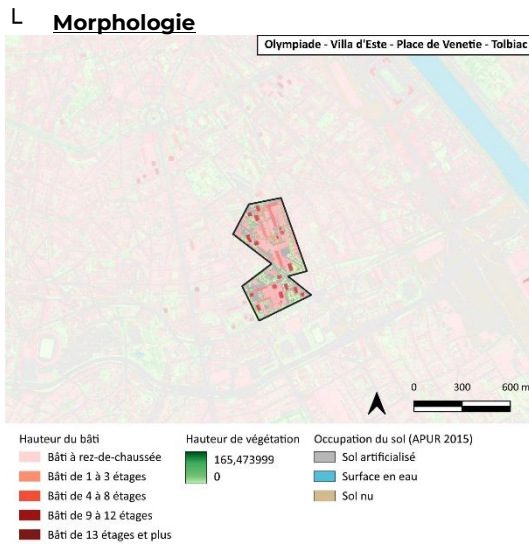 L Morphologie
Olympiade - Villa d'Este - Place de Venetie - Tolbiac
0 300 600 m
Hauteur du bâti
Bâti à rez-de-chaussée
Bâti de 1 à 3 étages
Bâti de 4 à 8 étages
Bâti de 9 à 12 étages
Bâti de 13 étages et plus
Hauteur de végétation
165,473999
0
Occupation du sol (APUR 2015)
Sol artificialisé
Surface en eau
Sol nu